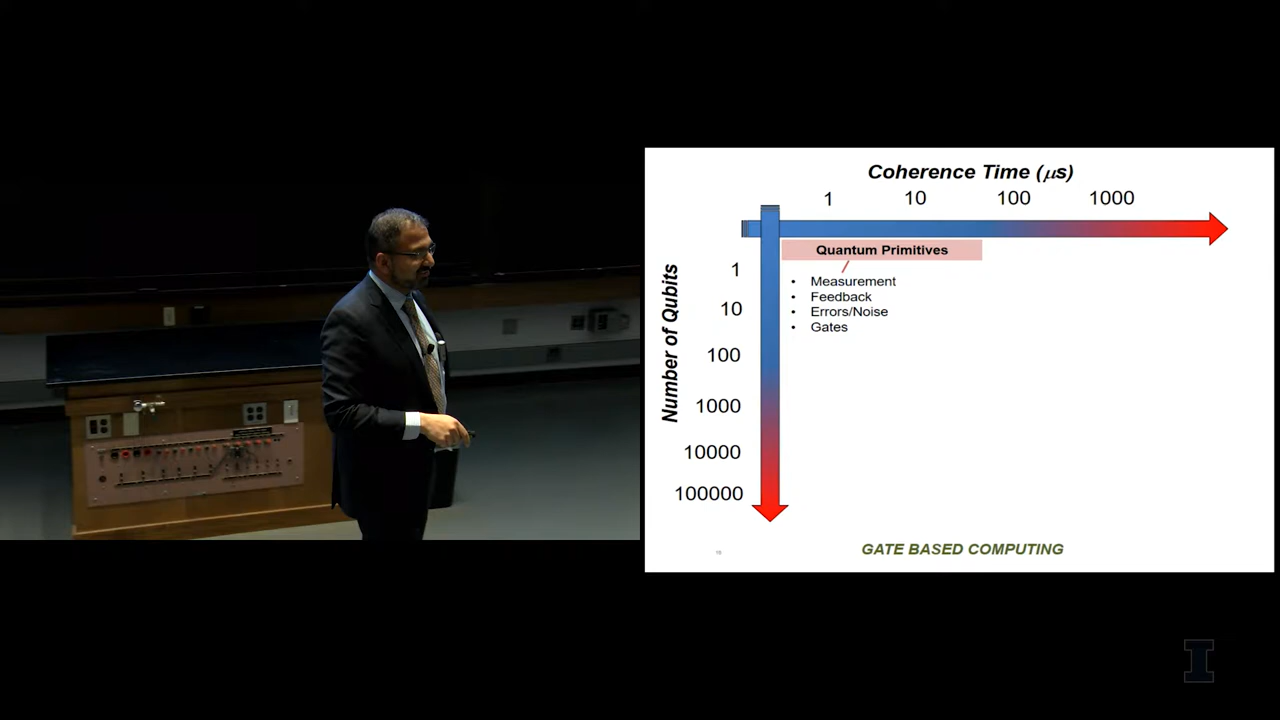 Coherence Time (μs)
1 10 100 1000
Quantum Primitives
Number of Qubits
1
10
100
1000
10000
100000
• Measurement
• Feedback
• Errors/Noise
• Gates
GATE BASED COMPUTING
I